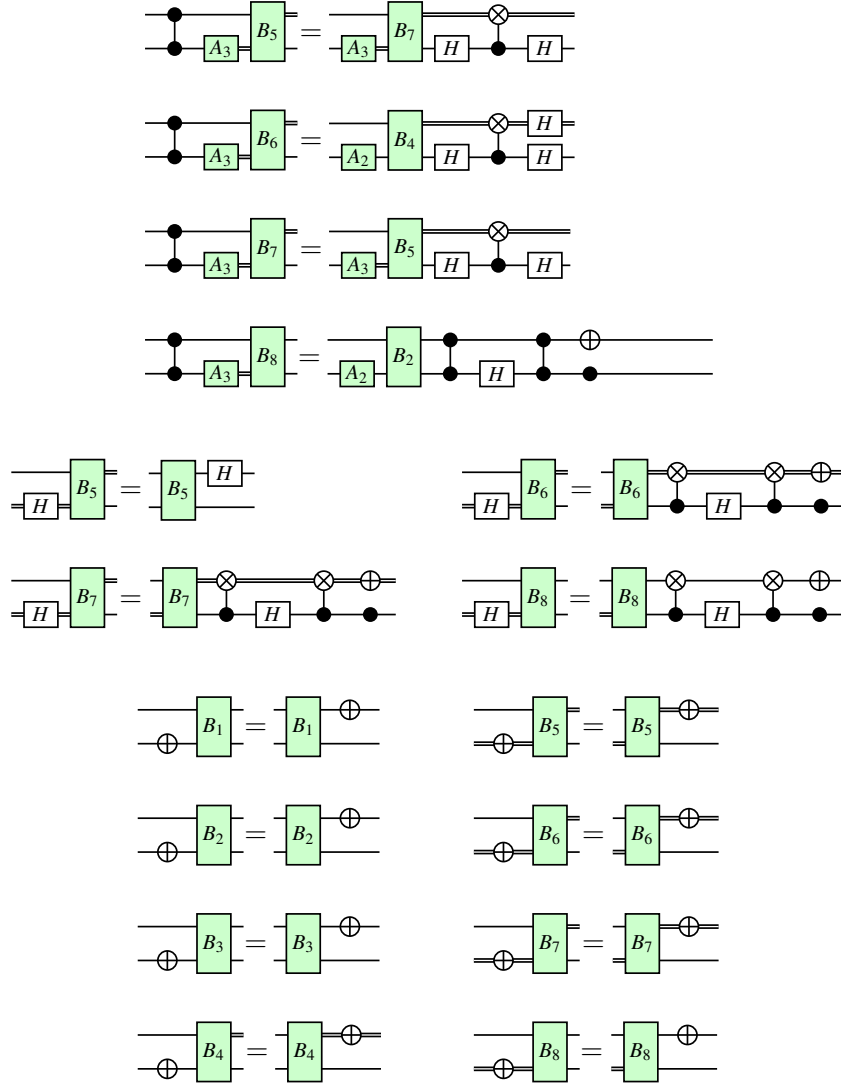 A₃ B₅ = A₃ B₇ H H
A₃ B₆ = A₂ B₄ H H H
A₃ B₇ = A₃ B₅ H H
A₃ B₈ = A₂ B₂ H
H B₅ = B₅ H H B₆ = B₆ H
H B₇ = B₇ H H B₈ = B₈ H
B₁ = B₁ B₅ = B₅
B₂ = B₂ B₆ = B₆
B₃ = B₃ B₇ = B₇
B₄ = B₄ B₈ = B₈